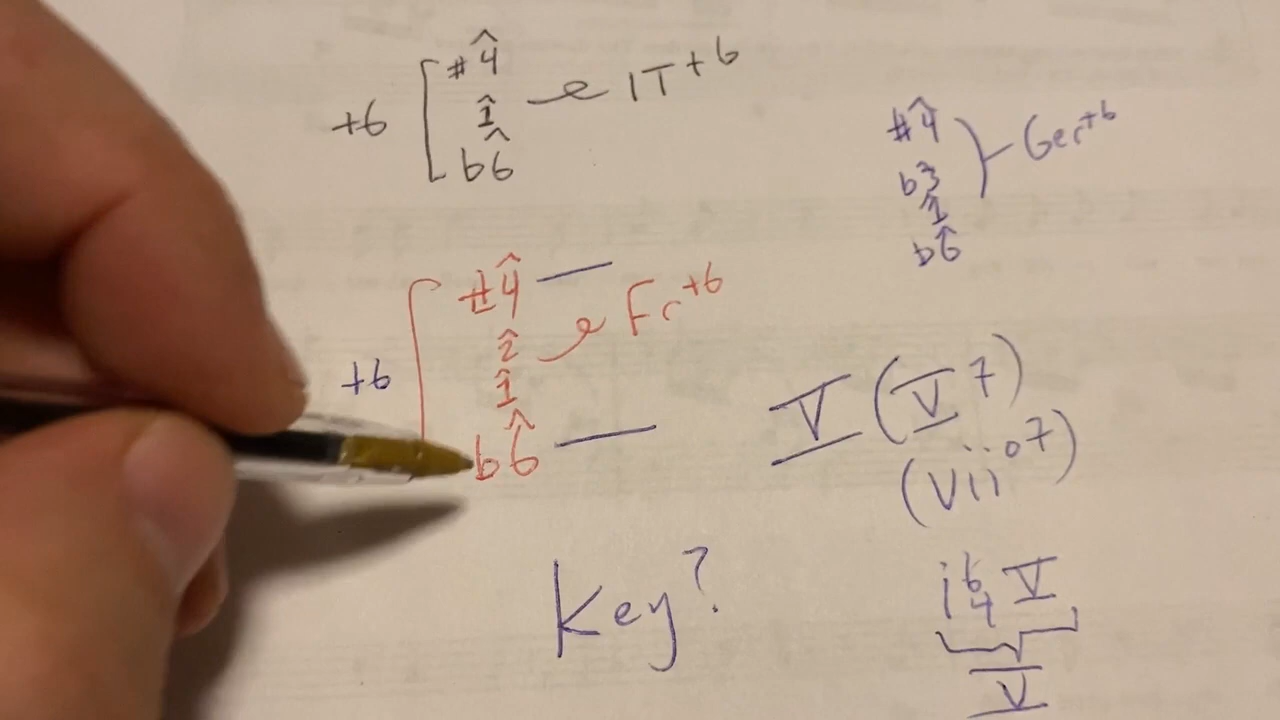 #4̂
+6 1̂ IT+6
b6̂
#4̂
b3̂ Ger+6
1̂
b6̂
#4̂
2̂ Fr+6
+6 1̂
b6̂
V (V7)
(vii°7)
Key?
i6/4 V
V